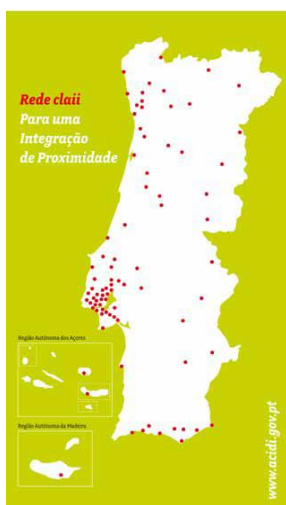 Rede claii
Para uma
Integração
de Proximidade
Região Autónoma dos Açores
Região Autónoma da Madeira
www.acidi.gov.pt